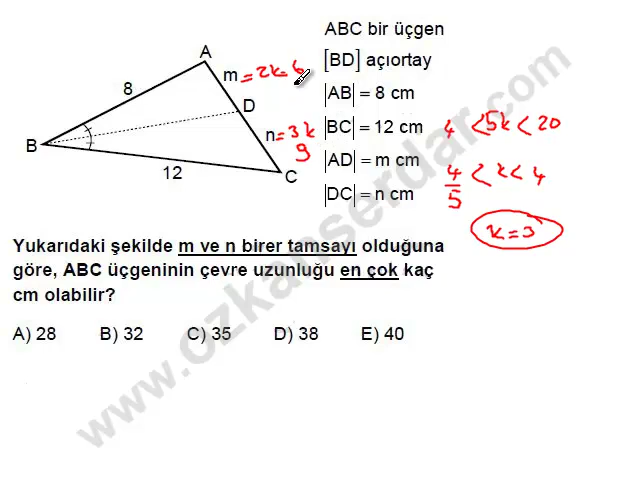 ABC bir üçgen
[BD] açıortay
|AB| = 8 cm
|BC| = 12 cm
|AD| = m cm
|DC| = n cm
A
m = 2k = 6
8
D
n = 3k
9
B
12
C
4 < 5k < 20
4/5 < k < 4
k = 3
Yukarıdaki şekilde m ve n birer tamsayı olduğuna
göre, ABC üçgeninin çevre uzunluğu en çok kaç
cm olabilir?
A) 28 B) 32 C) 35 D) 38 E) 40
www.ozkanserdar.com